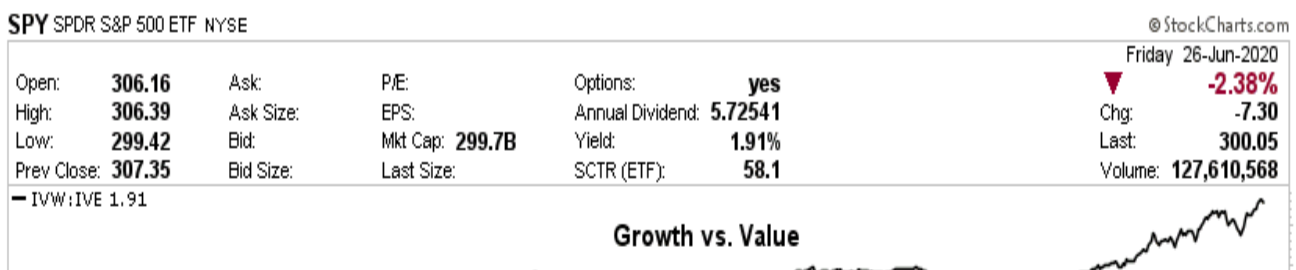 SPY SPDR S&P 500 ETF NYSE © StockCharts.com
Friday 26-Jun-2020
Open: 306.16 Ask: P/E: Options: yes ▼ -2.38%
High: 306.39 Ask Size: EPS: Annual Dividend: 5.72541 Chg: -7.30
Low: 299.42 Bid: Mkt Cap: 299.7B Yield: 1.91% Last: 300.05
Prev Close: 307.35 Bid Size: Last Size: SCTR (ETF): 58.1 Volume: 127,610,568
IVW:IVE 1.91
Growth vs. Value